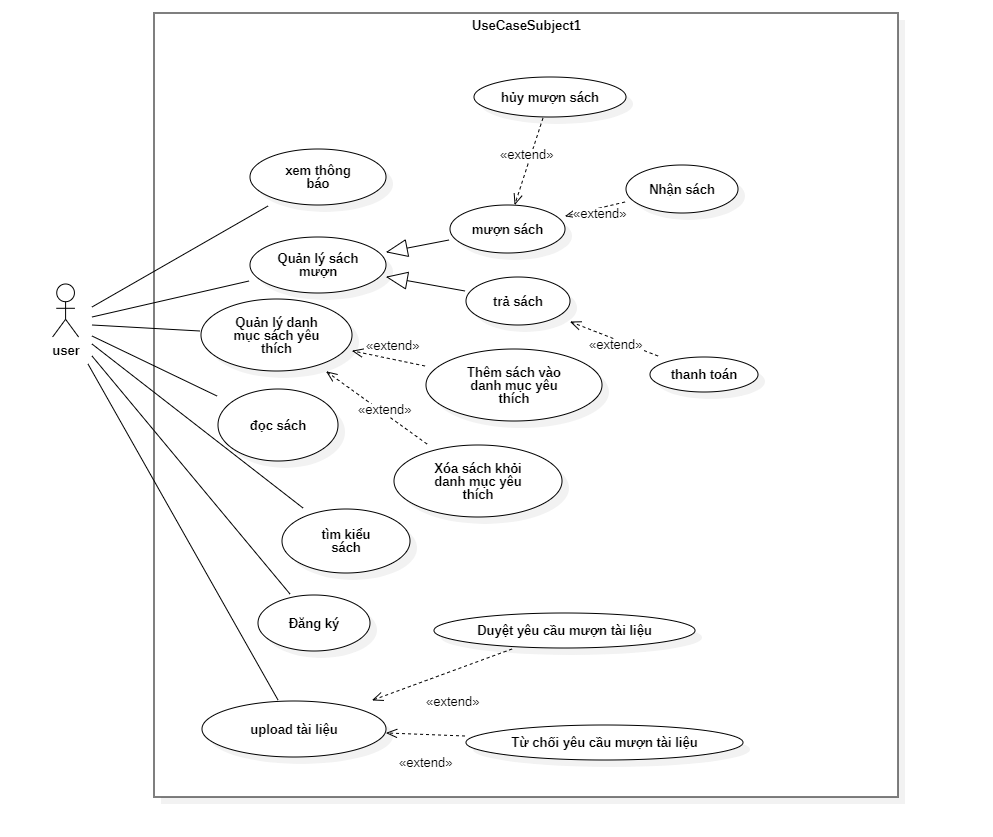 UseCaseSubject1
hủy mượn sách
«extend»
xem thông
báo
Nhận sách
«extend»
mượn sách
Quản lý sách
mượn
trả sách
Quản lý danh
mục sách yêu
thích
«extend»
«extend»
user
Thêm sách vào
danh mục yêu
thích
thanh toán
«extend»
đọc sách
Xóa sách khỏi
danh mục yêu
thích
tìm kiểu
sách
Đăng ký
Duyệt yêu cầu mượn tài liệu
«extend»
upload tài liệu
Từ chối yêu cầu mượn tài liệu
«extend»